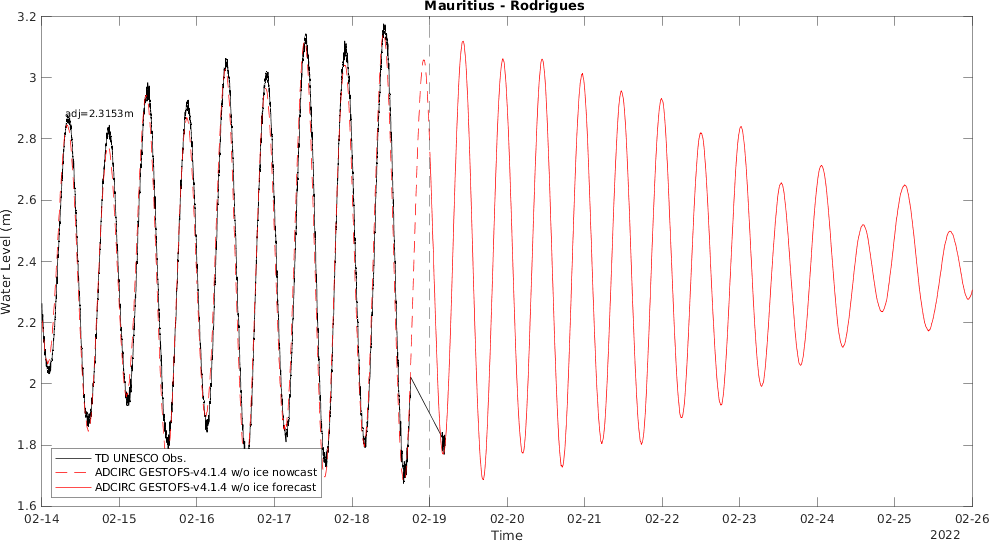 Mauritius - Rodrigues
3.2
3
2.8
2.6
2.4
2.2
2
1.8
1.6
Water Level (m)
adj=2.3153m
TD UNESCO Obs.
ADCIRC GESTOFS-v4.1.4 w/o ice nowcast
ADCIRC GESTOFS-v4.1.4 w/o ice forecast
02-14 02-15 02-16 02-17 02-18 02-19 02-20 02-21 02-22 02-23 02-24 02-25 02-26
Time
2022